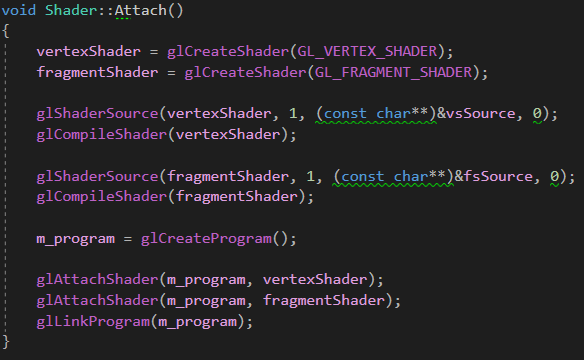 void Shader::Attach()
{
vertexShader = glCreateShader(GL_VERTEX_SHADER);
fragmentShader = glCreateShader(GL_FRAGMENT_SHADER);
glShaderSource(vertexShader, 1, (const char**)&vsSource, 0);
glCompileShader(vertexShader);
glShaderSource(fragmentShader, 1, (const char**)&fsSource, 0);
glCompileShader(fragmentShader);
m_program = glCreateProgram();
glAttachShader(m_program, vertexShader);
glAttachShader(m_program, fragmentShader);
glLinkProgram(m_program);
}